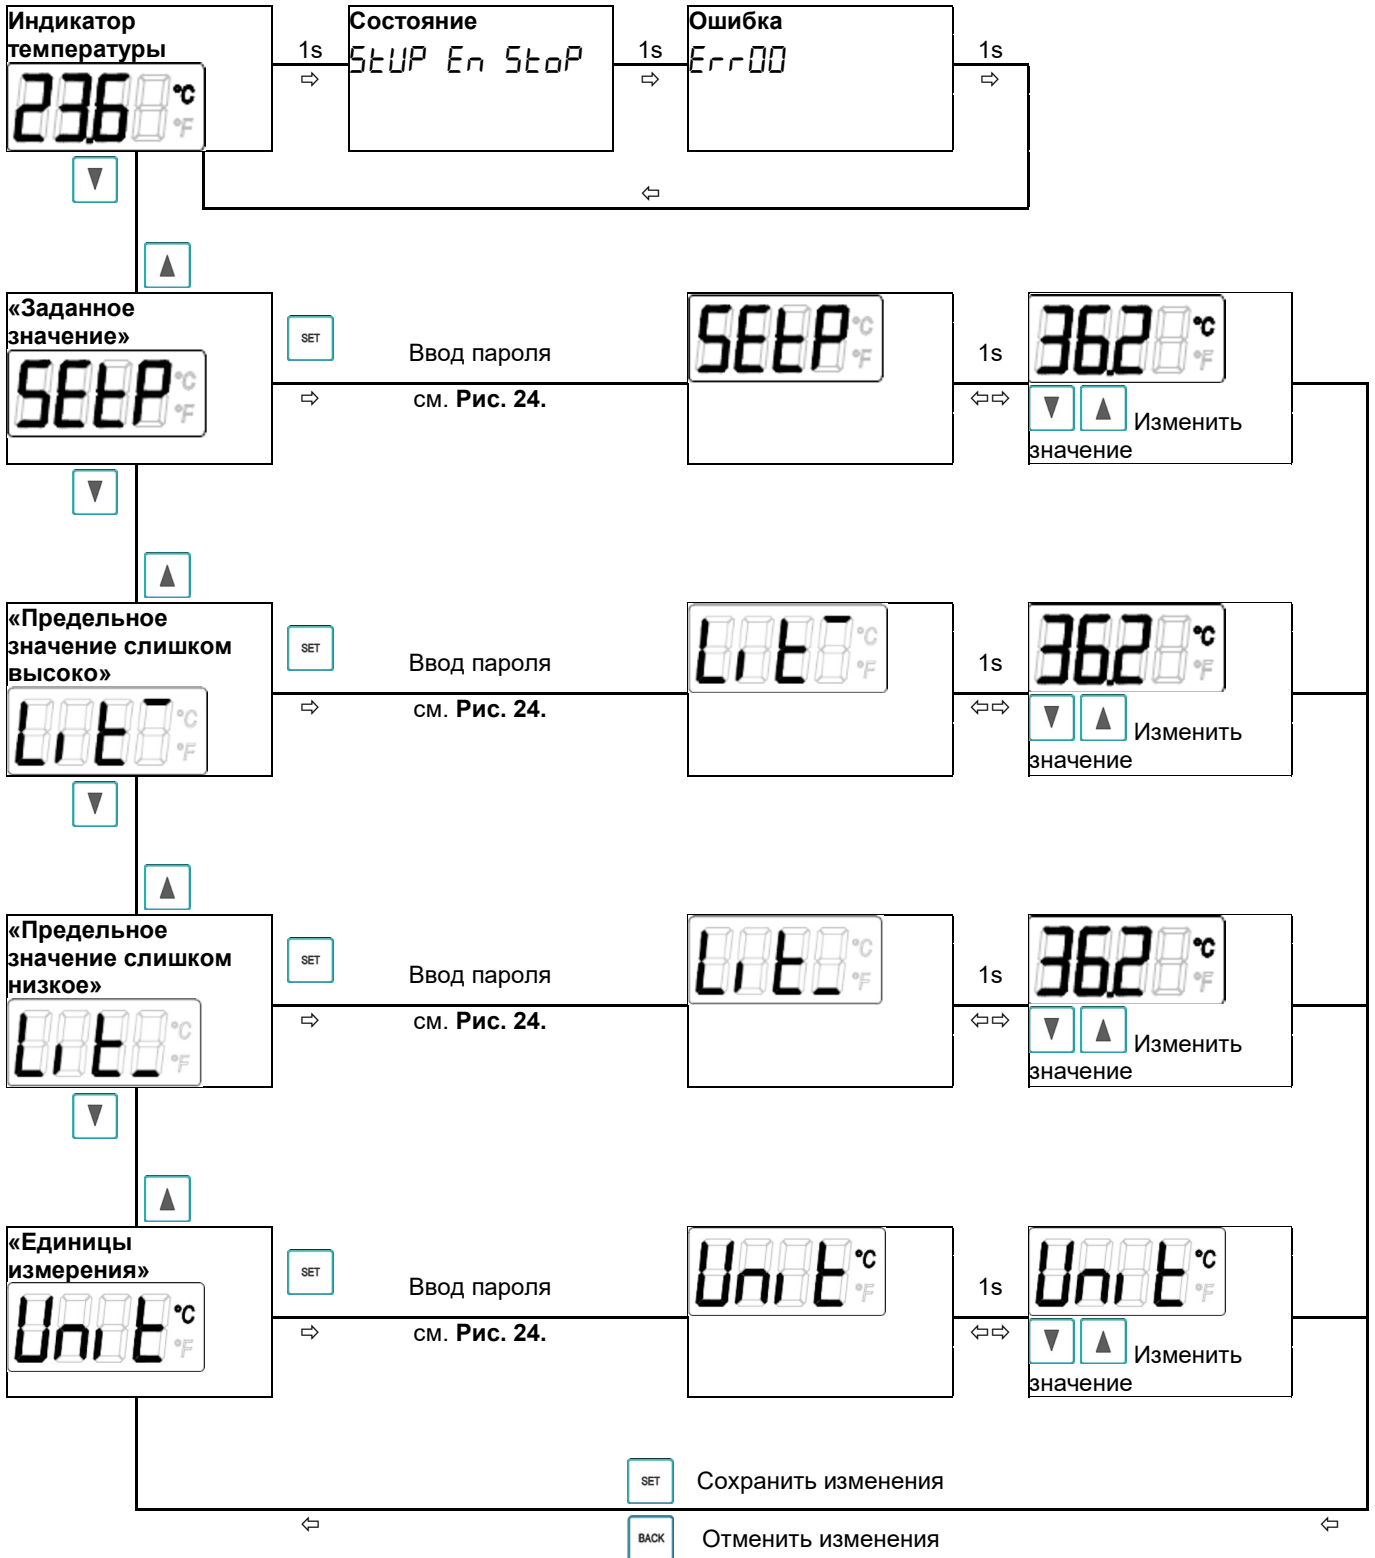 Индикатор
температуры
23.6 °C
°F
1s
Состояние
StUP En StoP
1s
Ошибка
Err00
1s
«Заданное
значение»
SEtP °C
°F
SET
Ввод пароля
см. Рис. 24.
SEtP °C
°F
1s
36.2 °C
°F
Изменить
значение
«Предельное
значение слишком
высоко»
Lit¯ °C
°F
SET
Ввод пароля
см. Рис. 24.
Lit¯ °C
°F
1s
36.2 °C
°F
Изменить
значение
«Предельное
значение слишком
низкое»
Lit_ °C
°F
SET
Ввод пароля
см. Рис. 24.
Lit_ °C
°F
1s
36.2 °C
°F
Изменить
значение
«Единицы
измерения»
Unit °C
°F
SET
Ввод пароля
см. Рис. 24.
Unit °C
°F
1s
Unit °C
°F
Изменить
значение
SET Сохранить изменения
BACK Отменить изменения